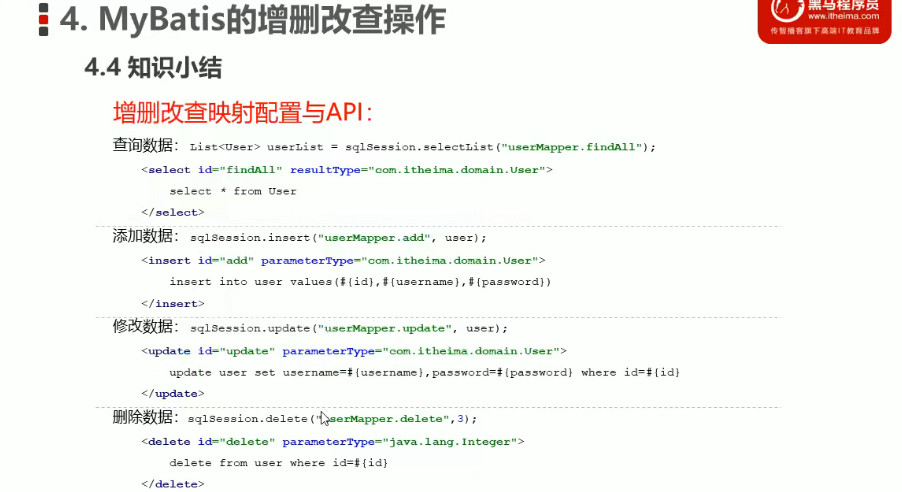 4. MyBatis的增删改查操作
黑马程序员
www.itheima.com
传智播客旗下高端IT教育品牌
4.4 知识小结
增删改查映射配置与API:
查询数据: List<User> userList = sqlSession.selectList("userMapper.findAll");
<select id="findAll" resultType="com.itheima.domain.User">
select * from User
</select>
添加数据: sqlSession.insert("userMapper.add", user);
<insert id="add" parameterType="com.itheima.domain.User">
insert into user values(#{id},#{username},#{password})
</insert>
修改数据: sqlSession.update("userMapper.update", user);
<update id="update" parameterType="com.itheima.domain.User">
update user set username=#{username},password=#{password} where id=#{id}
</update>
删除数据: sqlSession.delete("userMapper.delete",3);
<delete id="delete" parameterType="java.lang.Integer">
delete from user where id=#{id}
</delete>